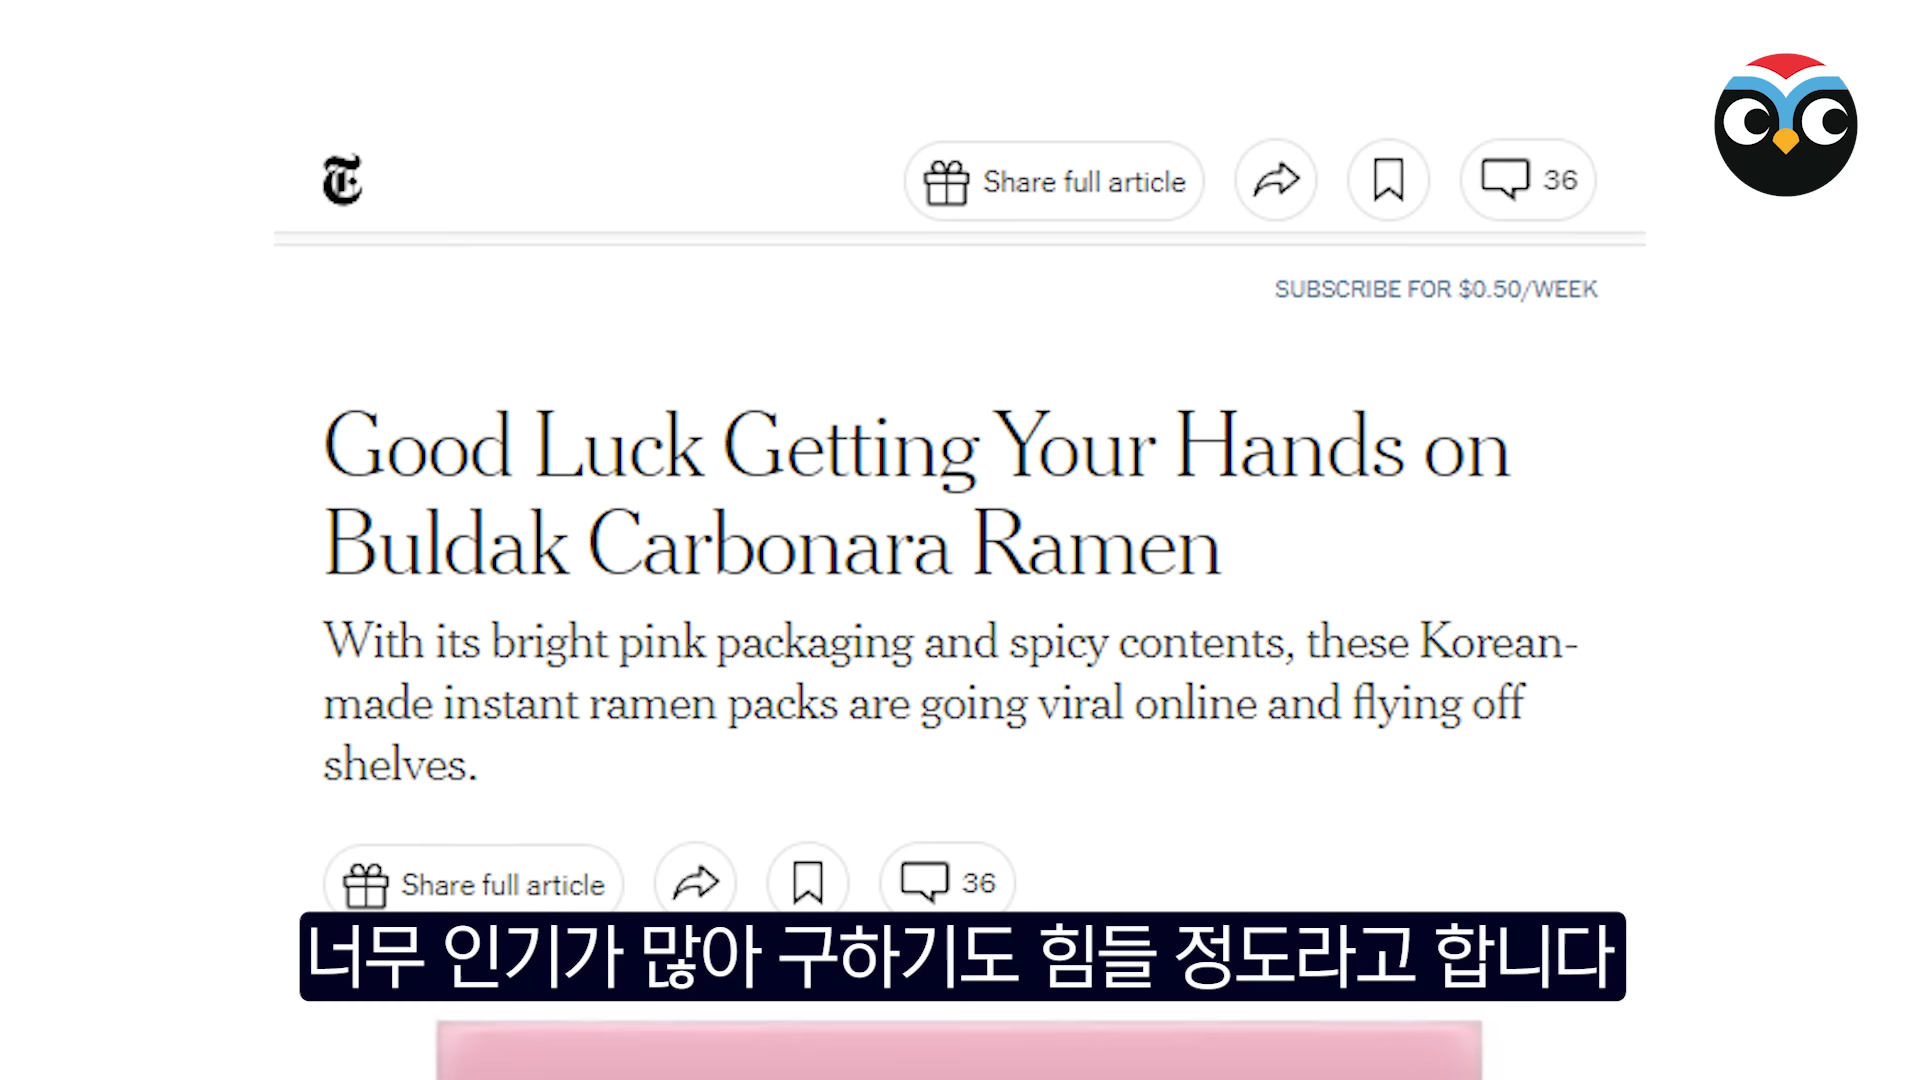 T
Share full article
36
SUBSCRIBE FOR $0.50/WEEK
Good Luck Getting Your Hands on
Buldak Carbonara Ramen
With its bright pink packaging and spicy contents, these Korean-
made instant ramen packs are going viral online and flying off
shelves.
Share full article
36
너무 인기가 많아 구하기도 힘들 정도라고 합니다